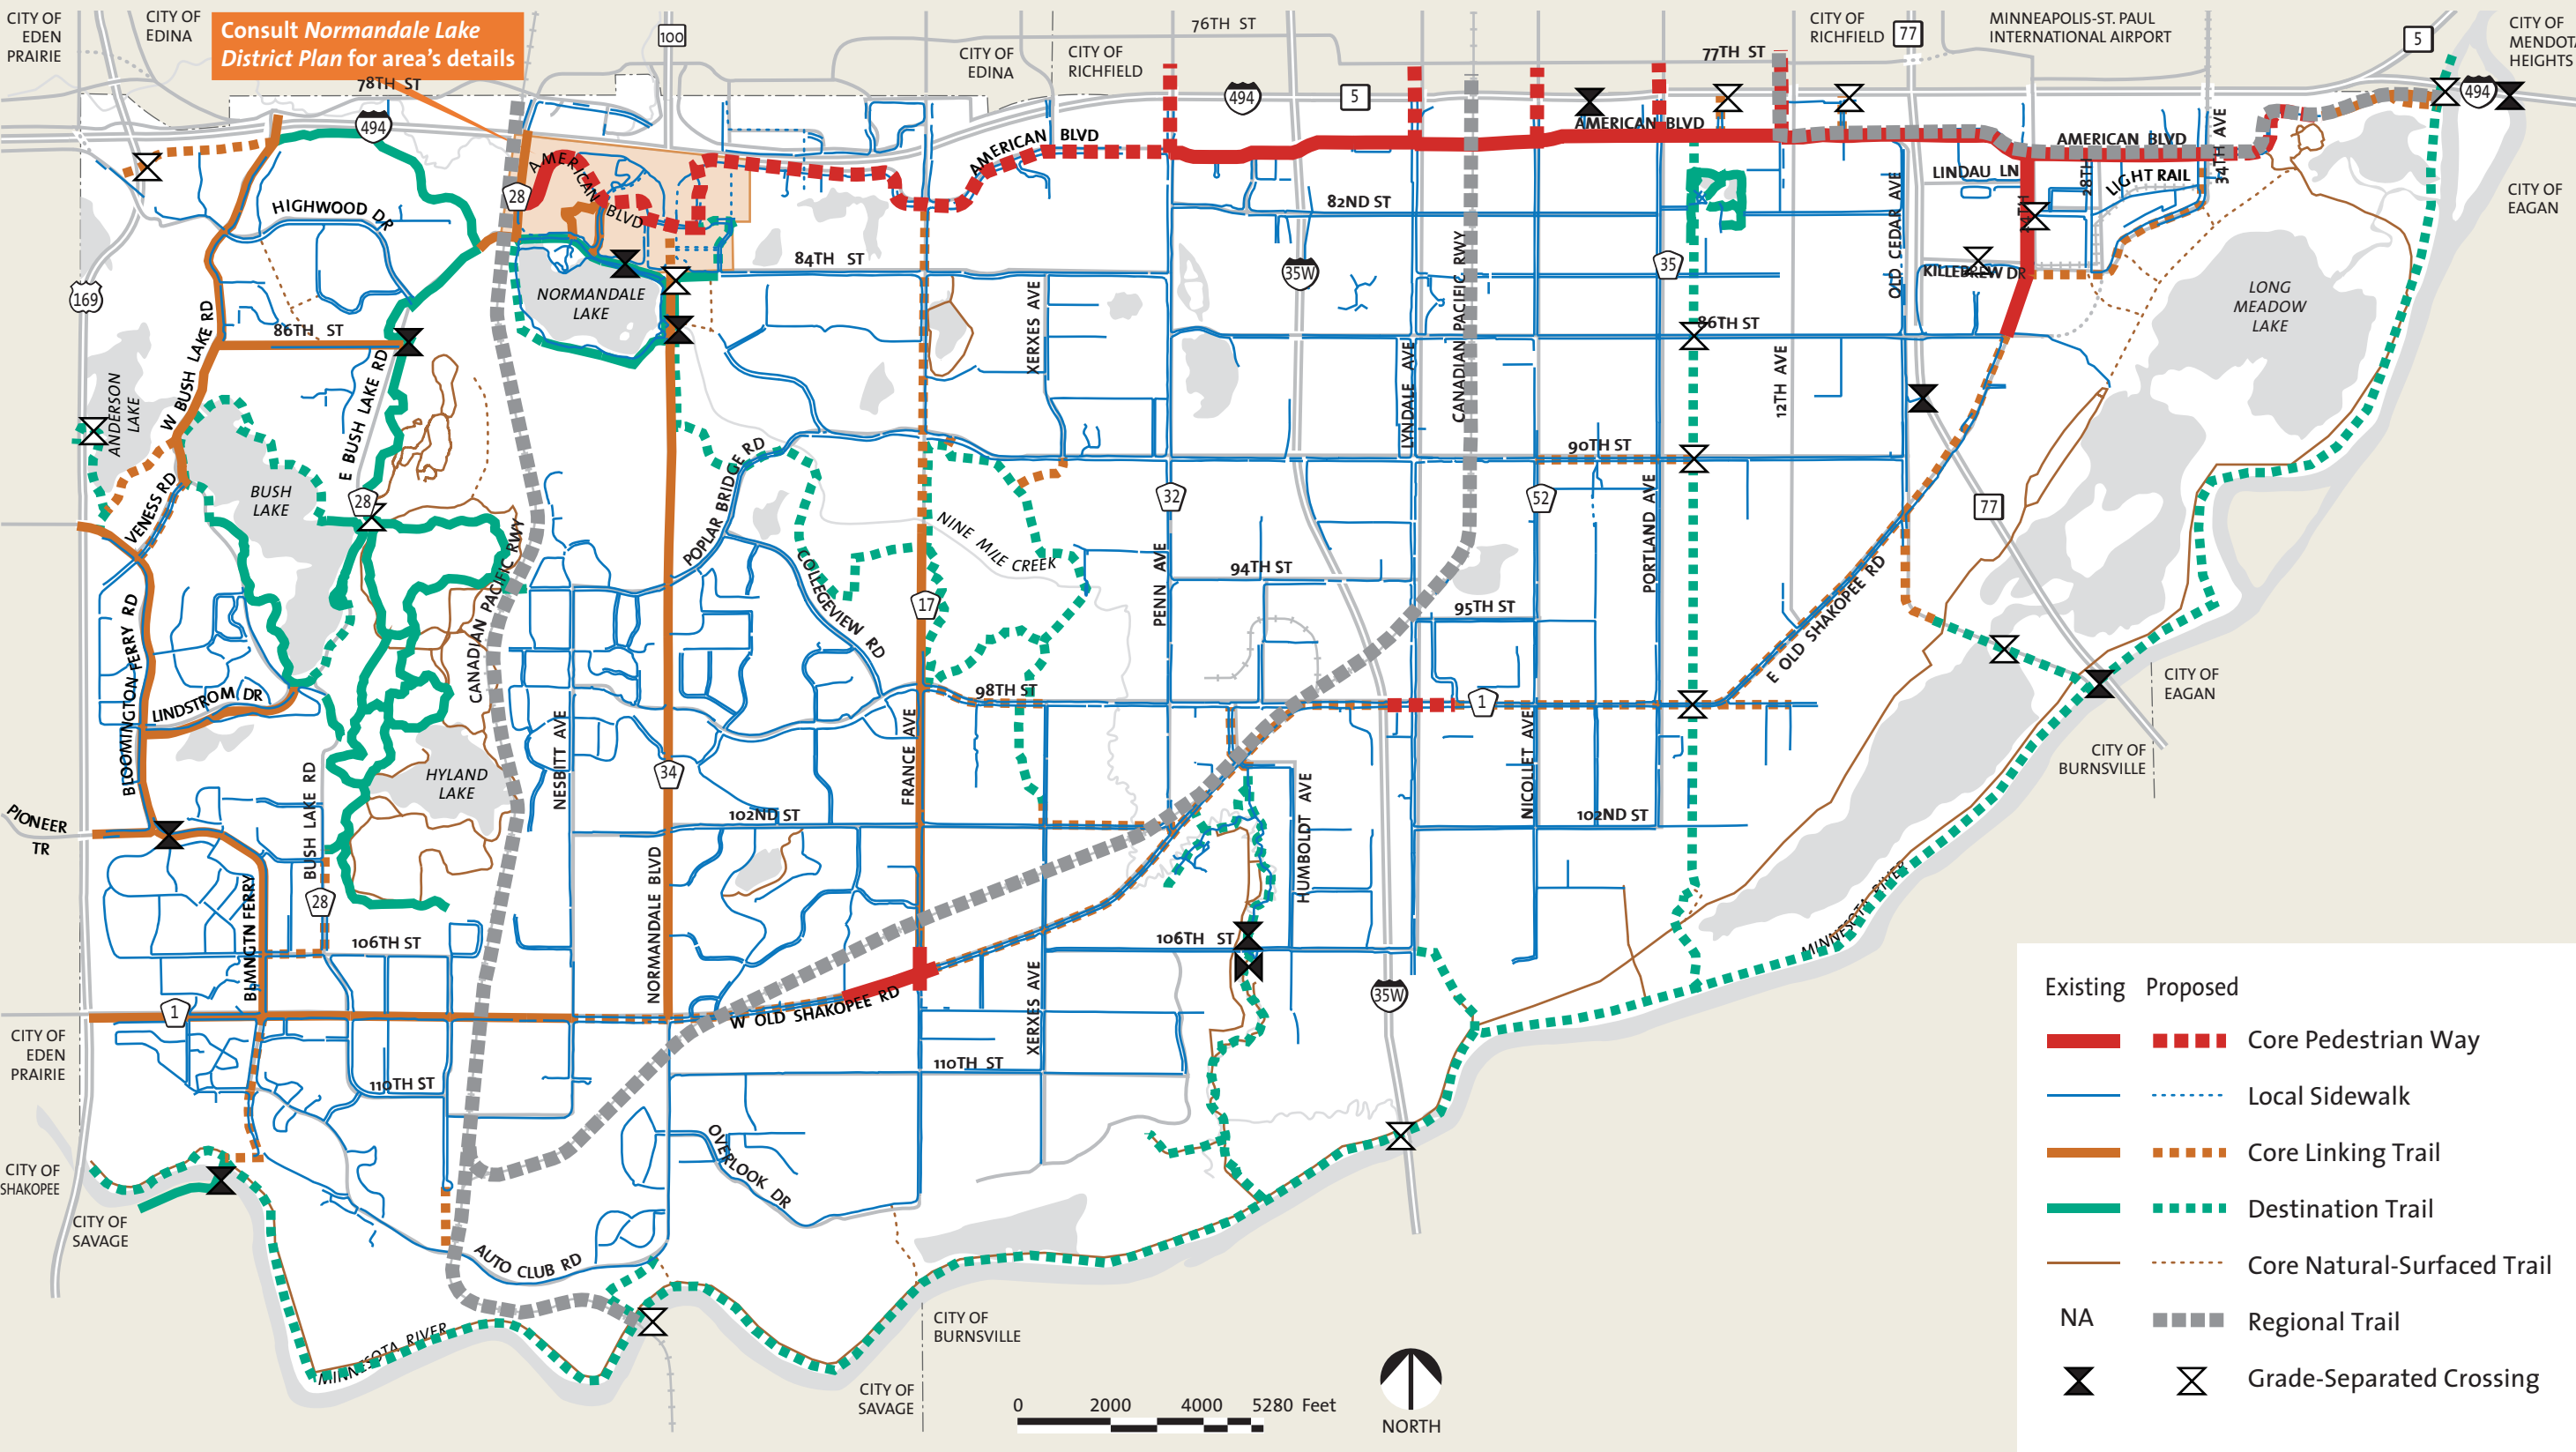 CITY OF
EDEN
PRAIRIE
CITY OF
EDINA
Consult Normandale Lake
District Plan for area's details
100
76TH ST
CITY OF
EDINA
CITY OF
RICHFIELD
77TH ST
CITY OF
RICHFIELD
77
MINNEAPOLIS-ST. PAUL
INTERNATIONAL AIRPORT
5
CITY OF
MENDOTA
HEIGHTS
78TH ST
494
494
5
494
AMERICAN BLVD
AMERICAN BLVD
AMERICAN BLVD
AMERICAN BLVD
34TH AVE
28
HIGHWOOD DR
82ND ST
LINDAU LN
28TH
LIGHT RAIL
24TH
CITY OF
EAGAN
84TH ST
35W
35
OLD CEDAR AVE
KILLEBREW DR
169
NORMANDALE
LAKE
XERXES AVE
CANADIAN PACIFIC RWY
LONG
MEADOW
LAKE
86TH ST
86TH ST
W BUSH LAKE RD
E BUSH LAKE RD
ANDERSON
LAKE
LYNDALE AVE
12TH AVE
POPLAR BRIDGE RD
90TH ST
VENESS RD
BUSH
LAKE
28
32
52
PORTLAND AVE
77
NINE MILE CREEK
CANADIAN PACIFIC RWY
COLLEGEVIEW RD
PENN AVE
94TH ST
95TH ST
E OLD SHAKOPEE RD
17
BLOOMINGTON FERRY RD
LINDSTROM DR
98TH ST
1
CITY OF
EAGAN
NESBITT AVE
FRANCE AVE
NICOLLET AVE
CITY OF
BURNSVILLE
HYLAND
LAKE
34
BUSH LAKE RD
HUMBOLDT AVE
PIONEER
TR
102ND ST
102ND ST
BLMNGTN FERRY
28
NORMANDALE BLVD
106TH ST
106TH ST
MINNESOTA RIVER
1
W OLD SHAKOPEE RD
XERXES AVE
35W
CITY OF
EDEN
PRAIRIE
110TH ST
110TH ST
OVERLOOK DR
CITY OF
SHAKOPEE
CITY OF
SAVAGE
AUTO CLUB RD
MINNESOTA RIVER
CITY OF
BURNSVILLE
CITY OF
SAVAGE
0 2000 4000 5280 Feet
NORTH
Existing Proposed
Core Pedestrian Way
Local Sidewalk
Core Linking Trail
Destination Trail
Core Natural-Surfaced Trail
NA Regional Trail
Grade-Separated Crossing